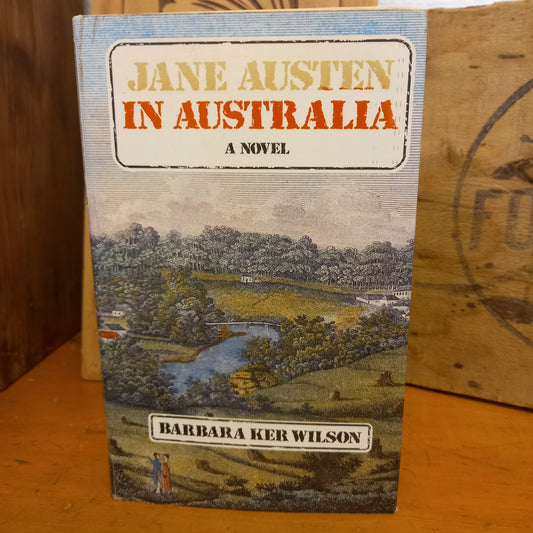 JANE AUSTEN
IN AUSTRALIA
A NOVEL
BARBARA KER WILSON